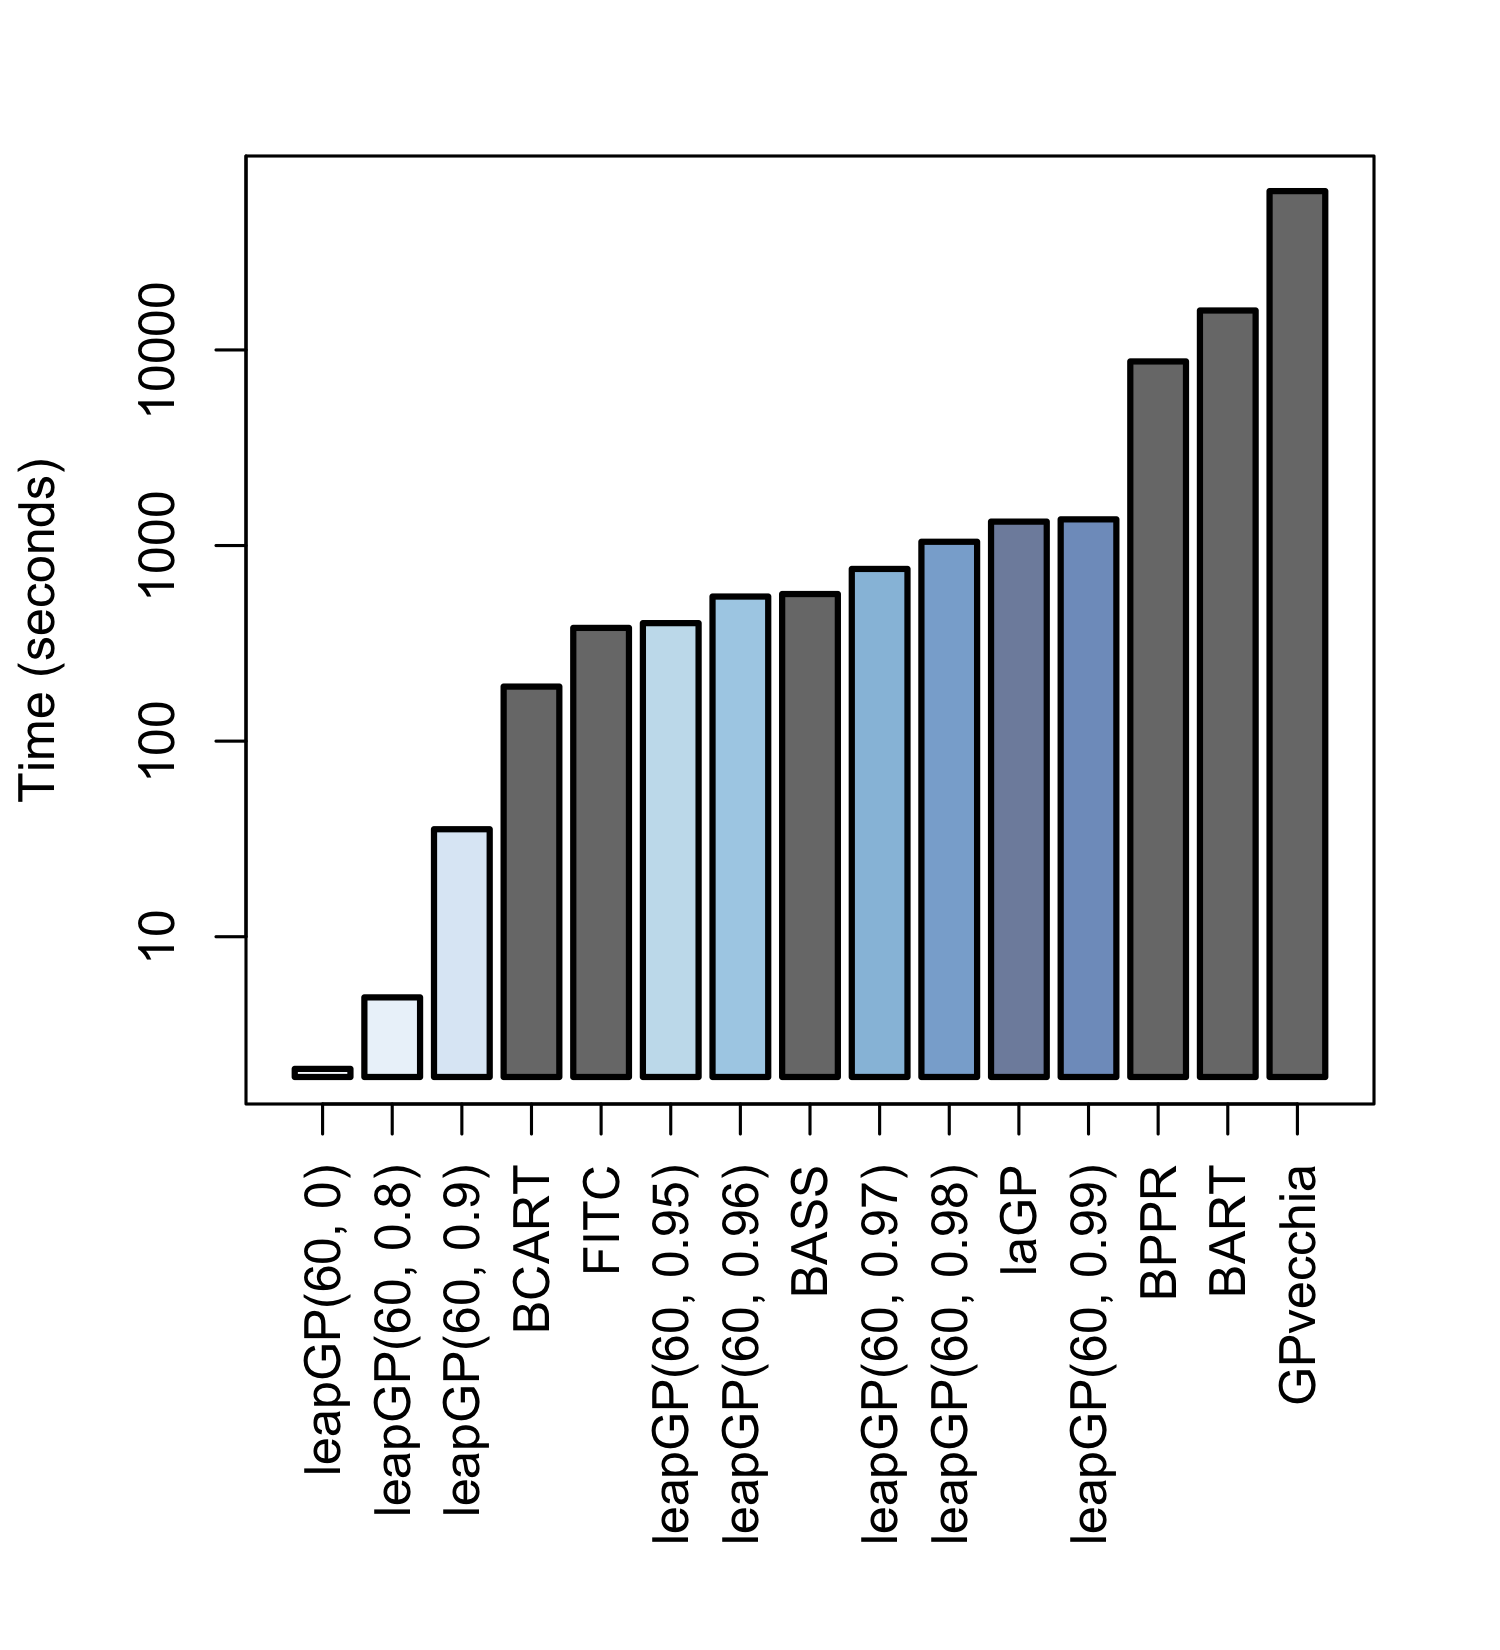 Time (seconds)
10000
1000
100
10
leapGP(60, 0)
leapGP(60, 0.8)
leapGP(60, 0.9)
BCART
FITC
leapGP(60, 0.95)
leapGP(60, 0.96)
BASS
leapGP(60, 0.97)
leapGP(60, 0.98)
laGP
leapGP(60, 0.99)
BPPR
BART
GPvecchia